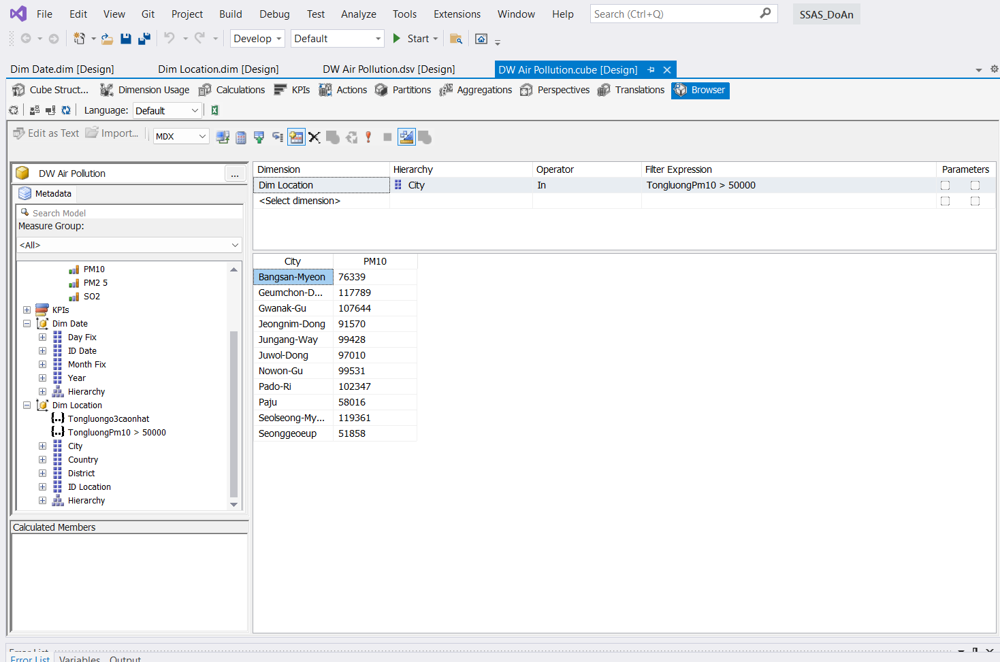 File Edit View Git Project Build Debug Test Analyze Tools Extensions Window Help Search (Ctrl+Q) SSAS_DoAn
Develop Default Start
Dim Date.dim [Design] Dim Location.dim [Design] DW Air Pollution.dsv [Design] DW Air Pollution.cube [Design]
Cube Struct... Dimension Usage Calculations KPIs Actions Partitions Aggregations Perspectives Translations Browser
Language: Default
Edit as Text Import... MDX
DW Air Pollution ...
Metadata
Search Model
Measure Group:
<All>
PM10
PM2 5
SO2
KPIs
Dim Date
Day Fix
ID Date
Month Fix
Year
Hierarchy
Dim Location
Tongluongo3caonhat
TongluongPm10 > 50000
City
Country
District
ID Location
Hierarchy
Calculated Members
Dimension Hierarchy Operator Filter Expression Parameters
Dim Location City In TongluongPm10 > 50000
<Select dimension>
City PM10
Bangsan-Myeon 76339
Geumchon-D... 117789
Gwanak-Gu 107644
Jeongnim-Dong 91570
Jungang-Way 99428
Juwol-Dong 97010
Nowon-Gu 99531
Pado-Ri 102347
Paju 58016
Seolseong-My... 119361
Seonggeoeup 51858
Error List
Error List Variables Output